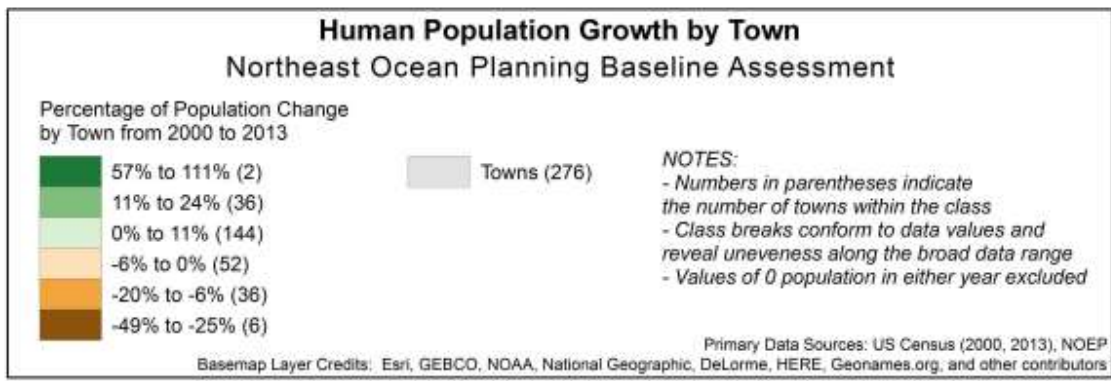 Human Population Growth by Town
Northeast Ocean Planning Baseline Assessment
Percentage of Population Change
by Town from 2000 to 2013
57% to 111% (2)
11% to 24% (36)
0% to 11% (144)
-6% to 0% (52)
-20% to -6% (36)
-49% to -25% (6)
Towns (276)
NOTES:
- Numbers in parentheses indicate
the number of towns within the class
- Class breaks conform to data values and
reveal uneveness along the broad data range
- Values of 0 population in either year excluded
Primary Data Sources: US Census (2000, 2013), NOEP
Basemap Layer Credits: Esri, GEBCO, NOAA, National Geographic, DeLorme, HERE, Geonames.org, and other contributors